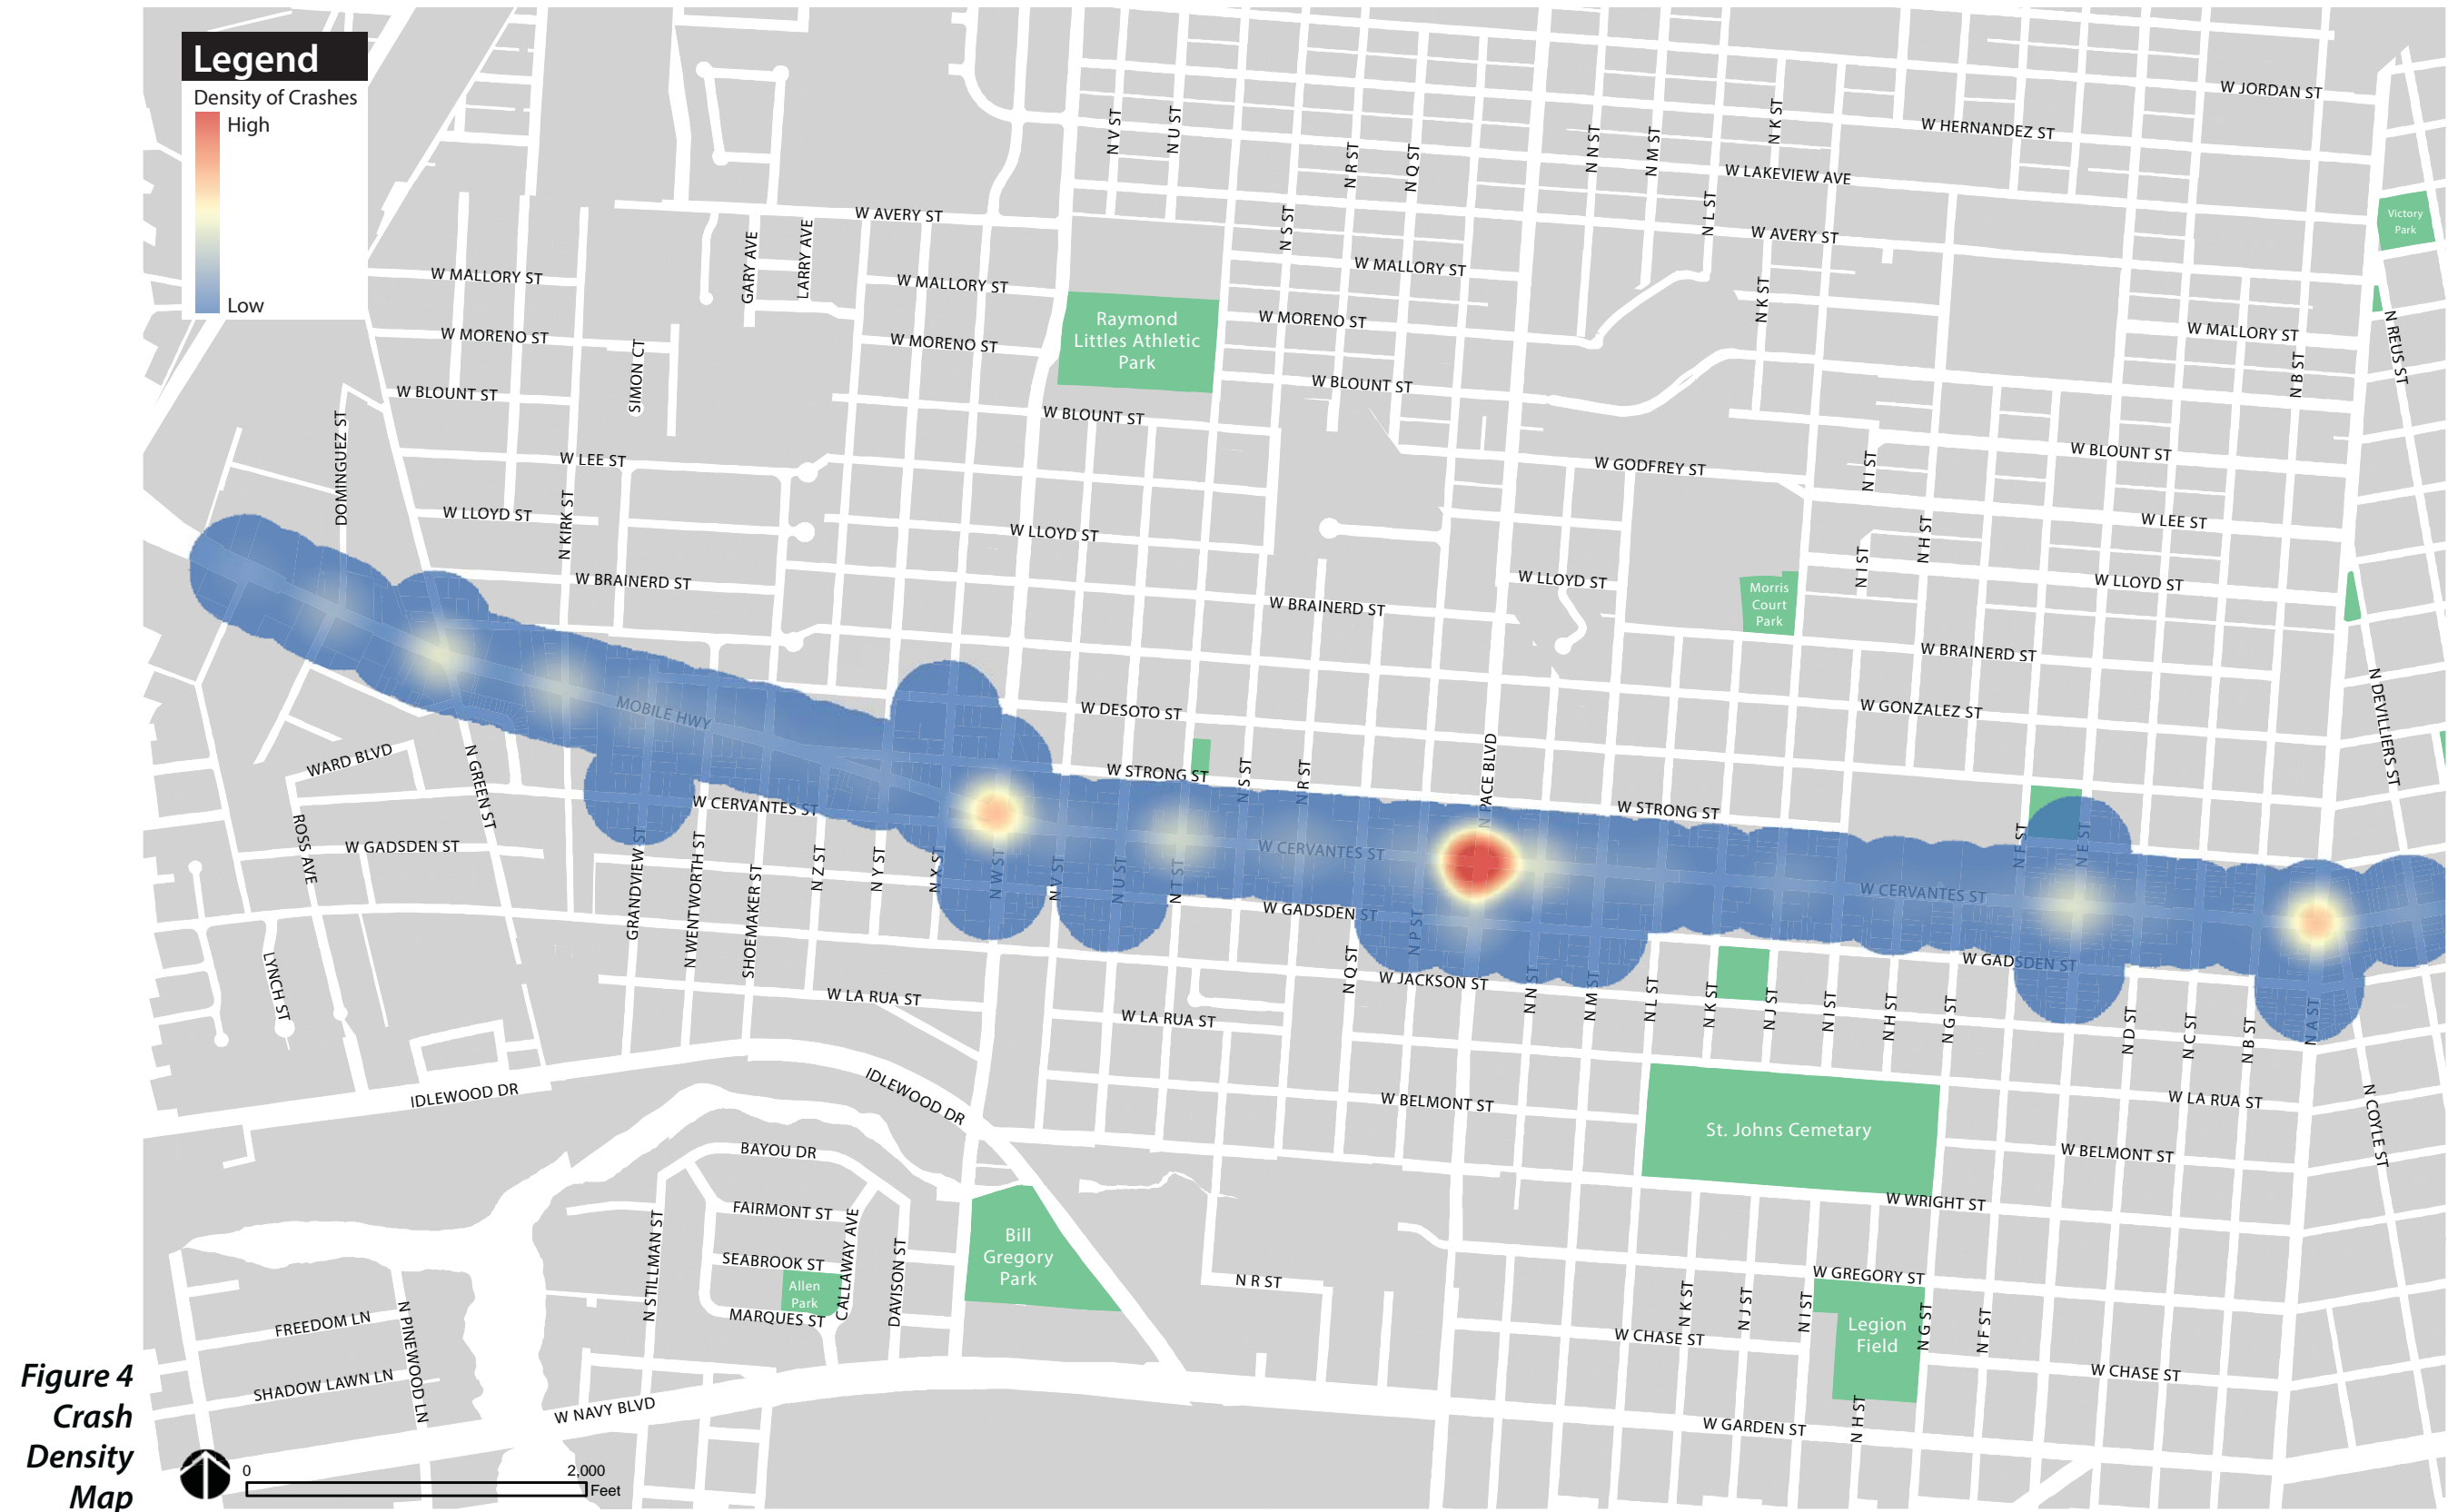 Legend
Density of Crashes
High
Low
W JORDAN ST
W HERNANDEZ ST
N V ST
N U ST
N R ST
N Q ST
N N ST
N M ST
N K ST
W LAKEVIEW AVE
N L ST
Victory
Park
W AVERY ST
W AVERY ST
N S ST
GARY AVE
LARRY AVE
W MALLORY ST
W MALLORY ST
W MALLORY ST
N K ST
W MALLORY ST
Raymond
Littles Athletic
Park
W MORENO ST
W MORENO ST
W MORENO ST
N REUS ST
N B ST
SIMON CT
W BLOUNT ST
W BLOUNT ST
W BLOUNT ST
W BLOUNT ST
DOMINGUEZ ST
W LEE ST
W GODFREY ST
N I ST
W LLOYD ST
N KIRK ST
W LLOYD ST
W LEE ST
N H ST
N I ST
W BRAINERD ST
W LLOYD ST
W LLOYD ST
Morris
Court
Park
W BRAINERD ST
W BRAINERD ST
MOBILE HWY
W DESOTO ST
W GONZALEZ ST
N DEVILLIERS ST
WARD BLVD
N GREEN ST
W STRONG ST
N S ST
N R ST
N PACE BLVD
W STRONG ST
W CERVANTES ST
ROSS AVE
W GADSDEN ST
GRANDVIEW ST
N WENTWORTH ST
SHOEMAKER ST
N Z ST
N Y ST
N X ST
N W ST
N V ST
N U ST
N T ST
W CERVANTES ST
N F ST
N E ST
W CERVANTES ST
W GADSDEN ST
N P ST
W GADSDEN ST
LYNCH ST
N Q ST
W JACKSON ST
N N ST
N M ST
N L ST
N K ST
N J ST
N I ST
N H ST
N G ST
N D ST
N C ST
N B ST
N A ST
W LA RUA ST
W LA RUA ST
IDLEWOOD DR
IDLEWOOD DR
W BELMONT ST
W LA RUA ST
N COYLE ST
St. Johns Cemetary
BAYOU DR
W BELMONT ST
W WRIGHT ST
FAIRMONT ST
N STILLMAN ST
CALLAWAY AVE
DAVISON ST
Bill
Gregory
Park
SEABROOK ST
Allen
Park
MARQUES ST
N R ST
W GREGORY ST
N K ST
N J ST
N I ST
Legion
Field
N G ST
N F ST
FREEDOM LN
N PINEWOOD LN
W CHASE ST
W CHASE ST
SHADOW LAWN LN
W NAVY BLVD
W GARDEN ST
N H ST
Figure 4
Crash
Density
Map
0
2,000
Feet